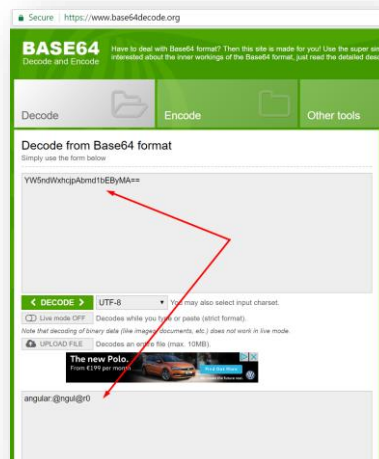 Secure https://www.base64decode.org
BASE64
Decode and Encode
Have to deal with Base64 format? Then this site is made for you! Use the super sim
interested about the inner workings of the Base64 format, just read the detailed desc
Decode
Encode
Other tools
Decode from Base64 format
Simply use the form below
YW5ndWxhcjpAbmd1bEByMA==
< DECODE >
UTF-8
You may also select input charset.
Live mode OFF
Decodes while you type or paste (strict format).
Note that decoding of binary data (like images, documents, etc.) does not work in live mode.
UPLOAD FILE
Decodes an entire file (max. 10MB).
The new Polo.
From €199 per month
angular:@ngul@r0